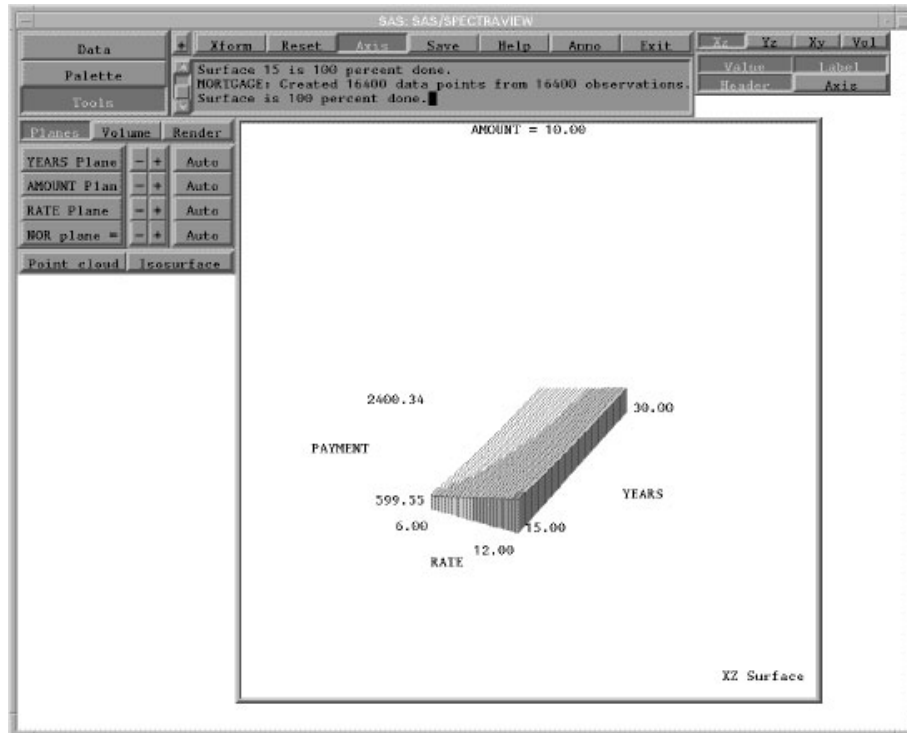 SAS: SAS/SPECTRAVIEW
Data
Palette
Tools
+ Xform Reset Axis Save Help Anno Exit
Xz Yz Xy Vol
Value Label
Header Axis
Surface 15 is 100 percent done.
MORTGAGE: Created 16400 data points from 16400 observations.
Surface is 100 percent done.
Planes Volume Render
YEARS Plane - + Auto
AMOUNT Plan - + Auto
RATE Plane - + Auto
NOR plane = - + Auto
Point cloud Isosurface
AMOUNT = 10.00
2400.34
30.00
PAYMENT
YEARS
599.55
6.00
15.00
12.00
RATE
XZ Surface